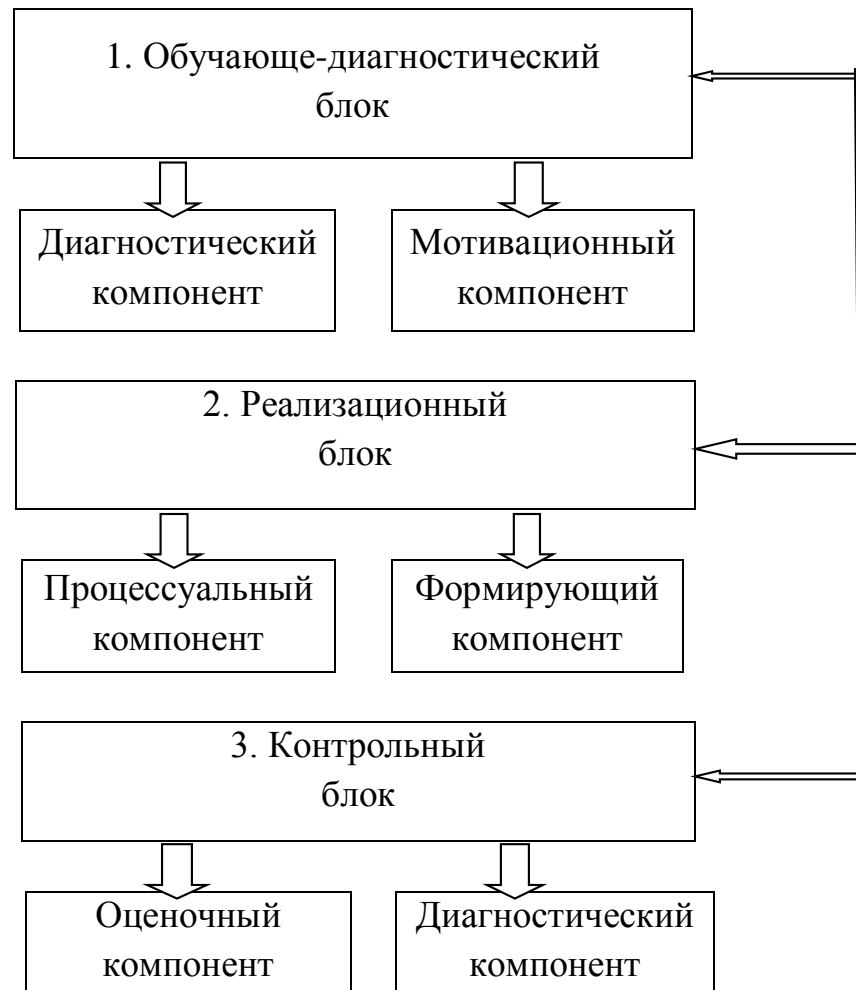 1. Обучающе-диагностический
блок
Диагностический
компонент
Мотивационный
компонент
2. Реализационный
блок
Процессуальный
компонент
Формирующий
компонент
3. Контрольный
блок
Оценочный
компонент
Диагностический
компонент